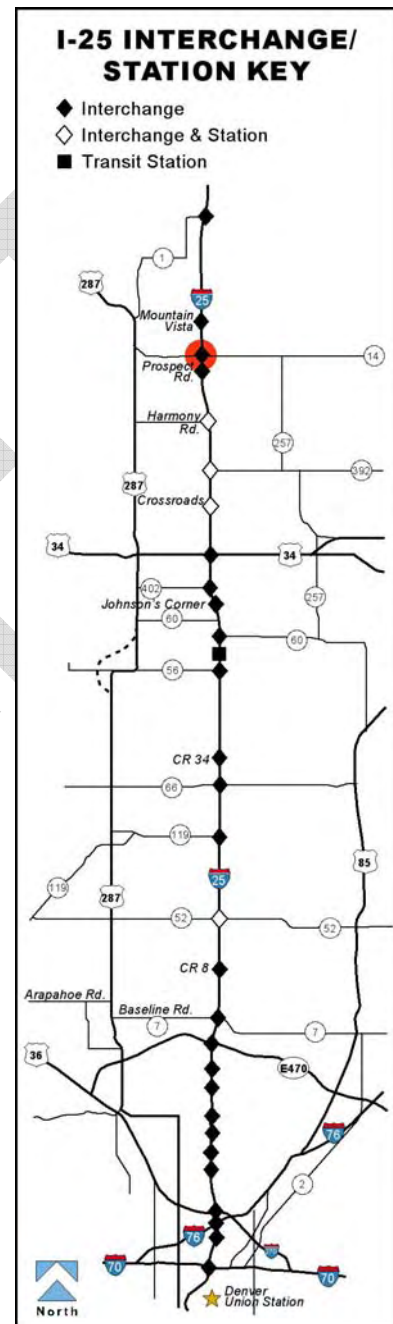 I-25 INTERCHANGE/
STATION KEY
Interchange
Interchange & Station
Transit Station
1
287
25
Mountain
Vista
14
Prospect
Rd.
Harmony
Rd.
257
392
287
Crossroads
34
34
402
257
Johnson's Corner
60
60
56
CR 34
66
119
85
25
119
287
52
52
CR 8
Arapahoe Rd.
Baseline Rd.
7
7
36
E470
76
2
76
70
70
Denver
Union Station
North